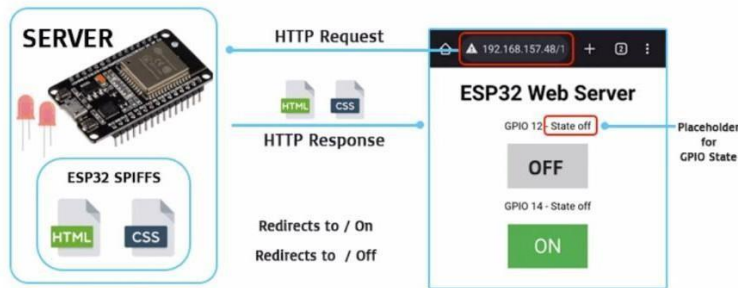 SERVER
ESP32 SPIFFS
HTML
CSS
HTTP Request
HTML
CSS
HTTP Response
Redirects to / On
Redirects to / Off
192.168.157.48/1
2
ESP32 Web Server
GPIO 12 - State off
OFF
GPIO 14 - State off
ON
Placeholder
for
GPIO State